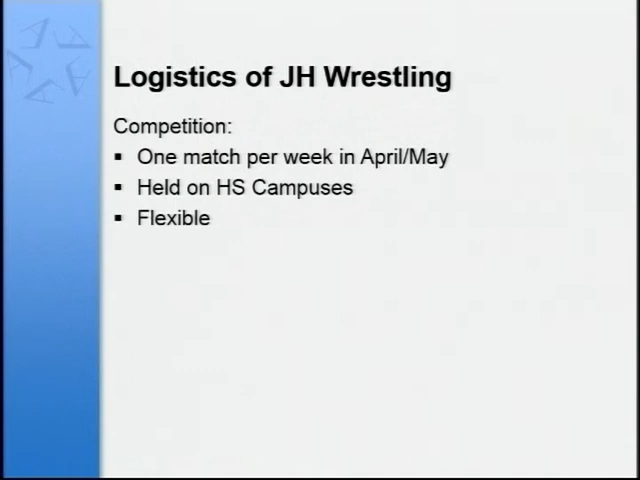 Logistics of JH Wrestling
Competition:
▪ One match per week in April/May
▪ Held on HS Campuses
▪ Flexible